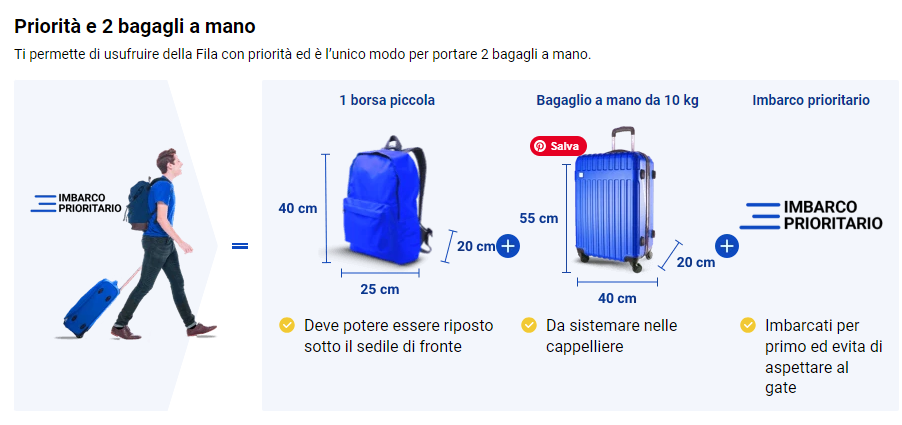 Priorità e 2 bagagli a mano
Ti permette di usufruire della Fila con priorità ed è l'unico modo per portare 2 bagagli a mano.
IMBARCO
PRIORITARIO
1 borsa piccola
40 cm
20 cm
25 cm
Deve potere essere riposto
sotto il sedile di fronte
Bagaglio a mano da 10 kg
Salva
55 cm
20 cm
40 cm
Da sistemare nelle
cappelliere
Imbarco prioritario
IMBARCO
PRIORITARIO
Imbarcati per
primo ed evita di
aspettare al
gate